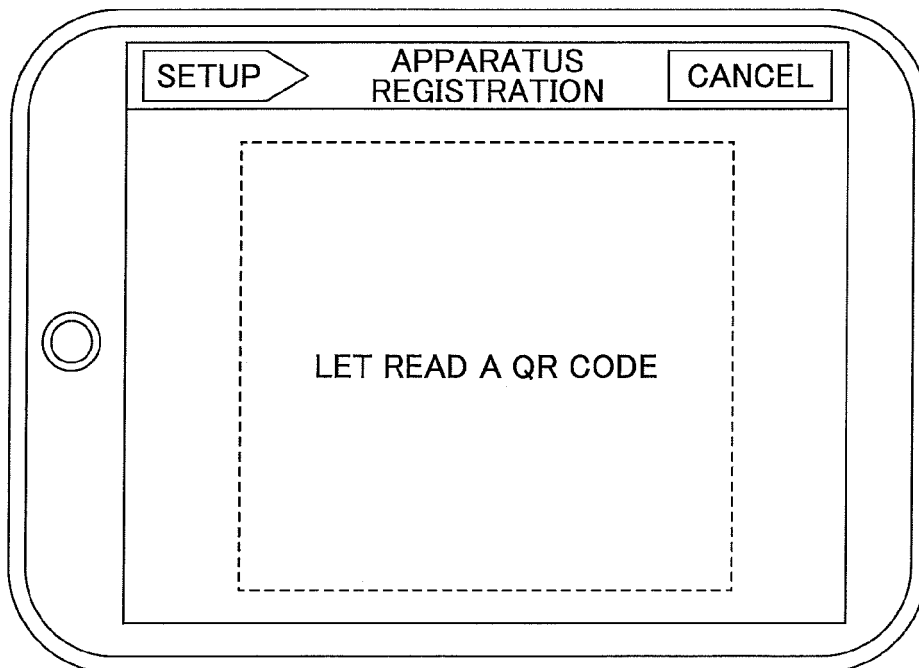 SETUP
APPARATUS
REGISTRATION
CANCEL
LET READ A QR CODE